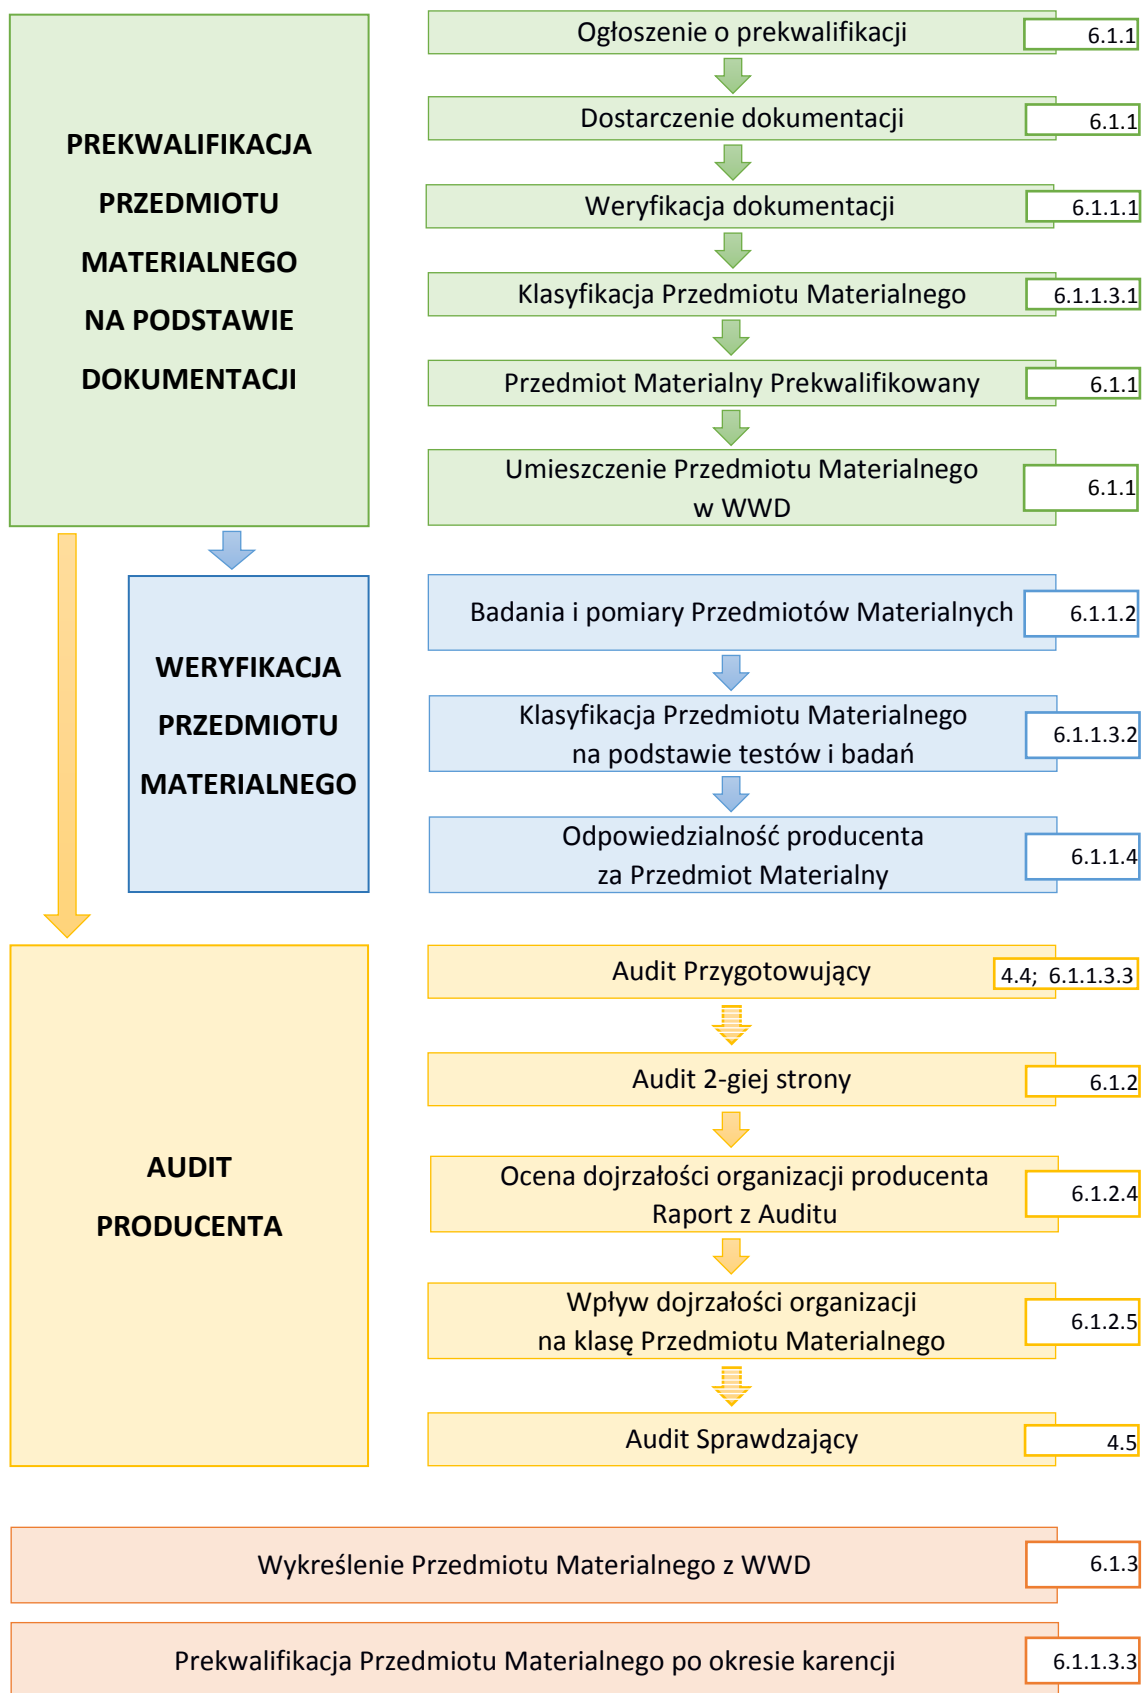 PREKWALIFIKACJA
PRZEDMIOTU
MATERIALNEGO
NA PODSTAWIE
DOKUMENTACJI
Ogłoszenie o prekwalifikacji
6.1.1
Dostarczenie dokumentacji
6.1.1
Weryfikacja dokumentacji
6.1.1.1
Klasyfikacja Przedmiotu Materialnego
6.1.1.3.1
Przedmiot Materialny Prekwalifikowany
6.1.1
Umieszczenie Przedmiotu Materialnego
w WWD
6.1.1
WERYFIKACJA
PRZEDMIOTU
MATERIALNEGO
Badania i pomiary Przedmiotów Materialnych
6.1.1.2
Klasyfikacja Przedmiotu Materialnego
na podstawie testów i badań
6.1.1.3.2
Odpowiedzialność producenta
za Przedmiot Materialny
6.1.1.4
AUDIT
PRODUCENTA
Audit Przygotowujący
4.4; 6.1.1.3.3
Audit 2-giej strony
6.1.2
Ocena dojrzałości organizacji producenta
Raport z Auditu
6.1.2.4
Wpływ dojrzałości organizacji
na klasę Przedmiotu Materialnego
6.1.2.5
Audit Sprawdzający
4.5
Wykreślenie Przedmiotu Materialnego z WWD
6.1.3
Prekwalifikacja Przedmiotu Materialnego po okresie karencji
6.1.1.3.3